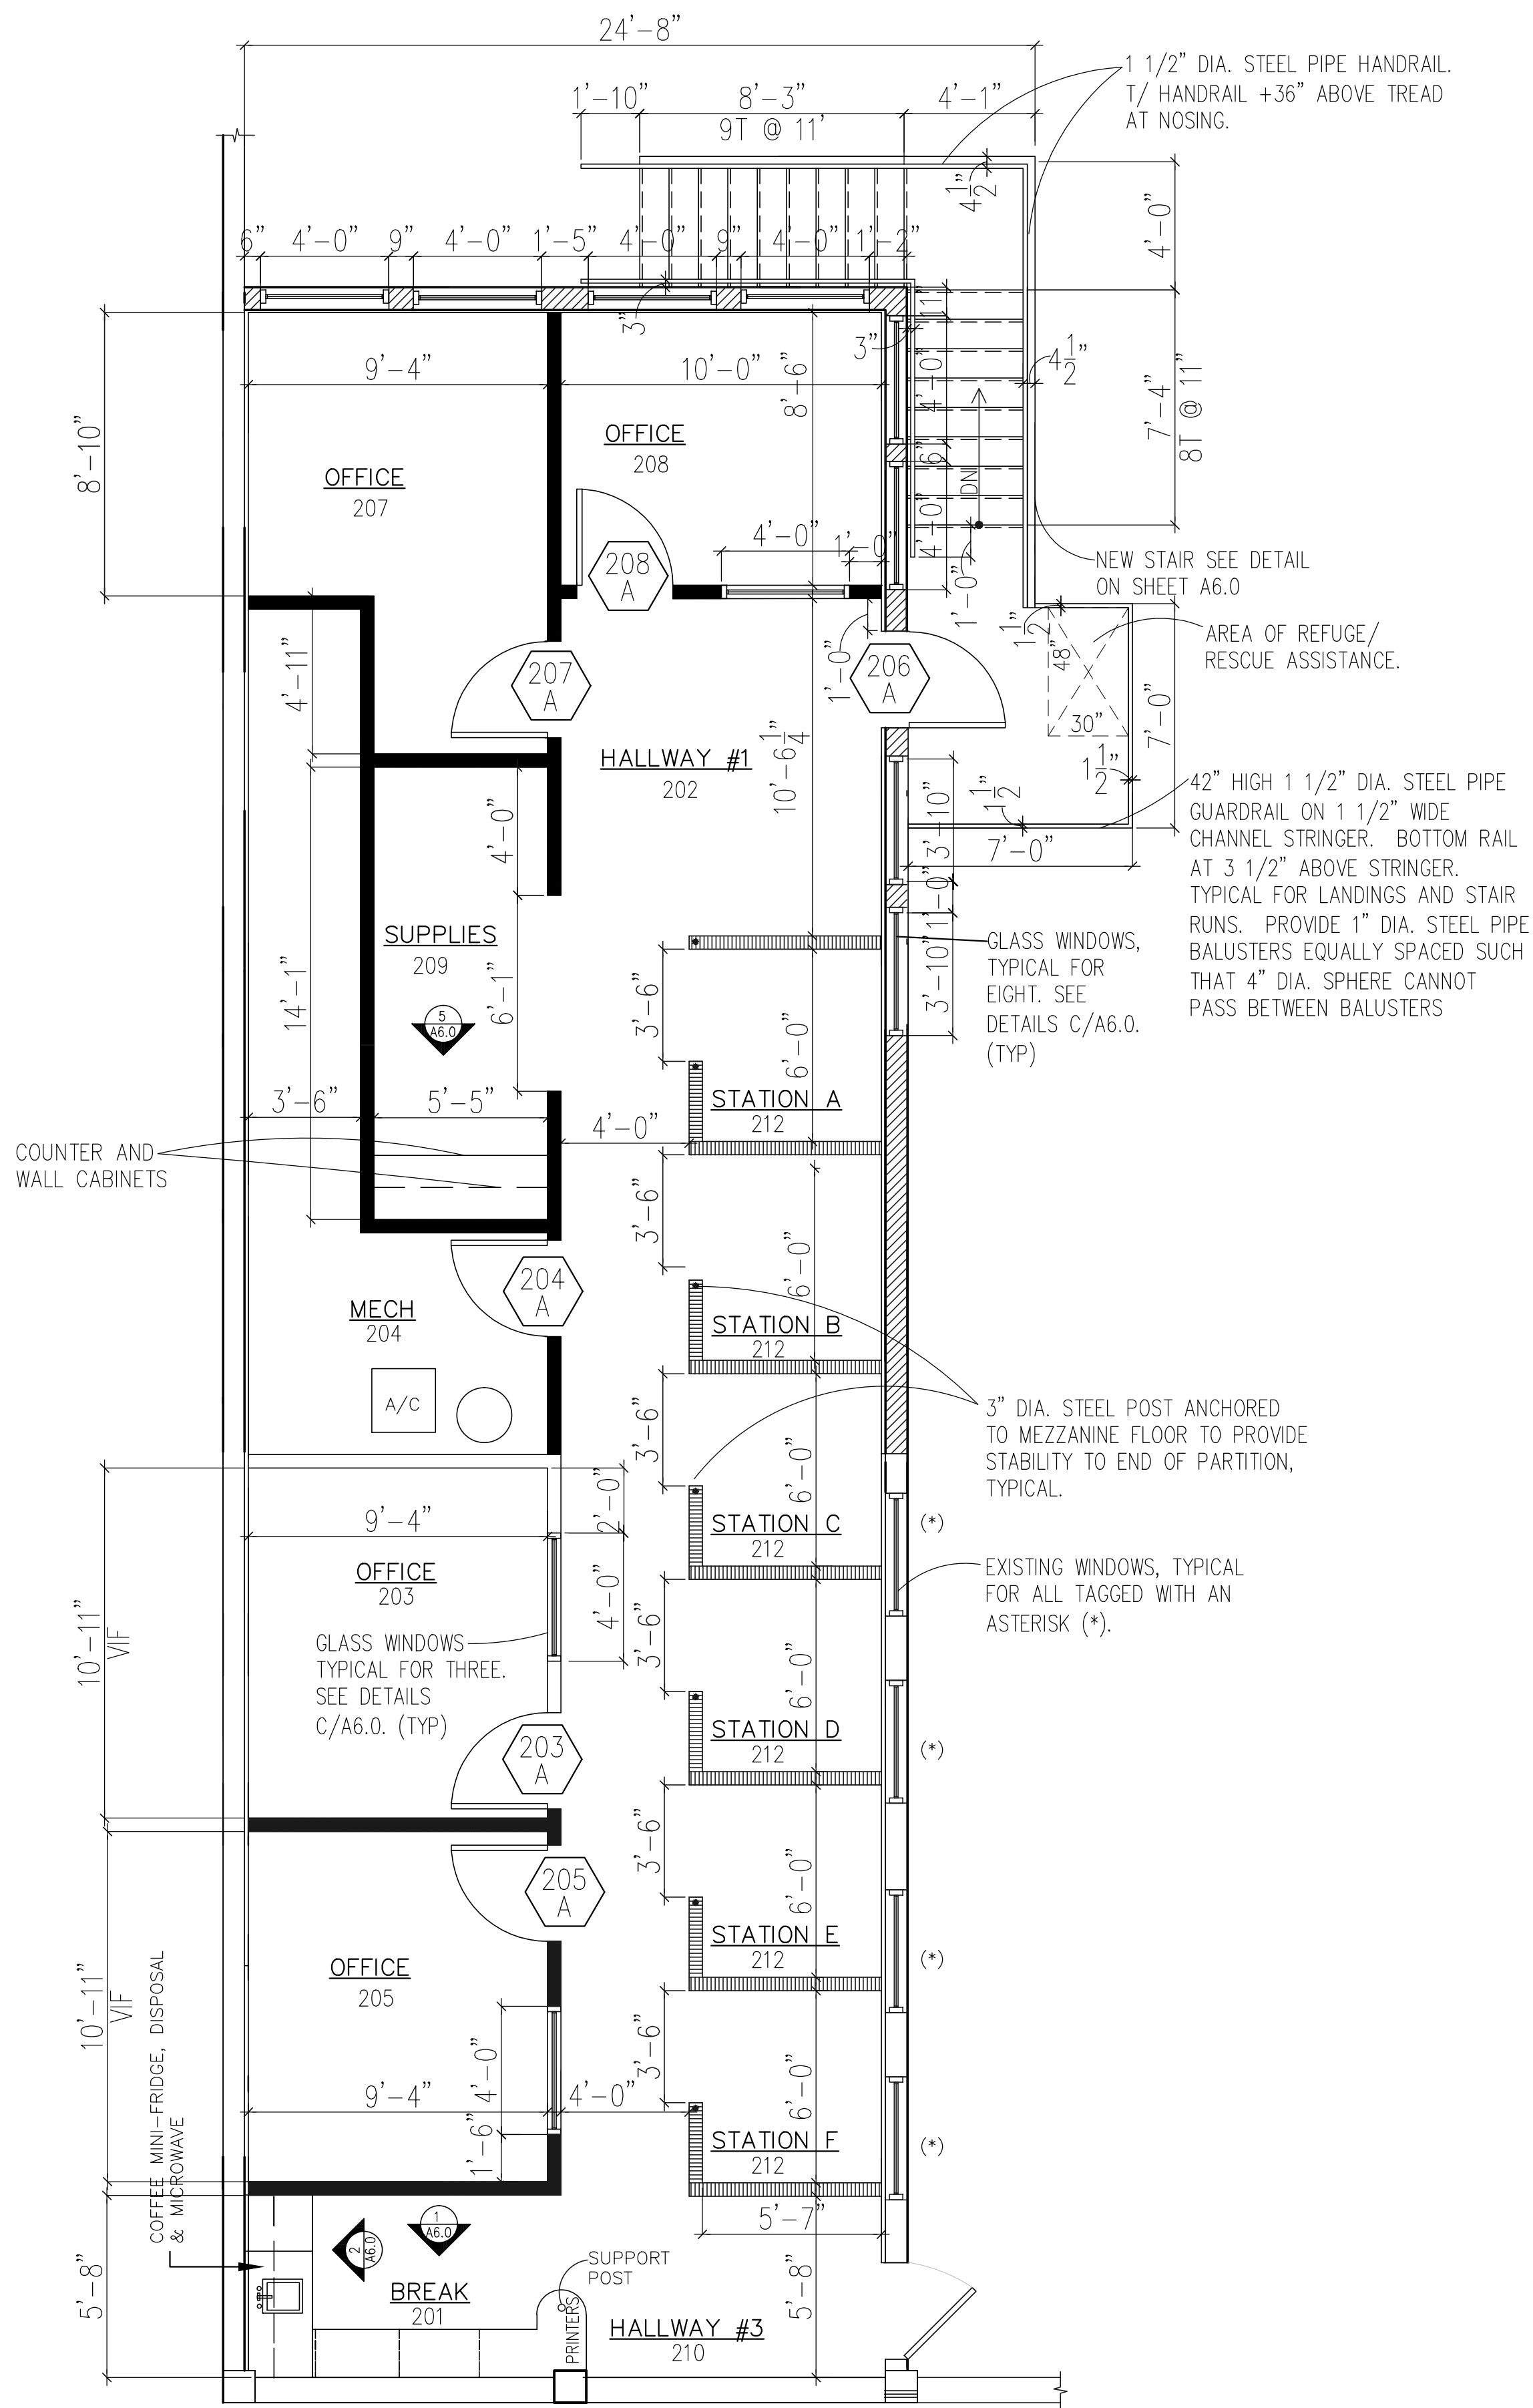 24'-8"
1 1/2" DIA. STEEL PIPE HANDRAIL.
T/ HANDRAIL +36" ABOVE TREAD
AT NOSING.
1'-10"
8'-3"
4'-1"
9T @ 11'
4 1/2"
4'-0"
6"
4'-0"
9"
4'-0"
1'-5"
4'-0"
9"
4'-0"
1'-2"
3"
11"
3"
4 1/2"
7'-4"
8T @ 11"
8'-10"
9'-4"
10'-0"
8'-6"
4'-0"
6"
4'-0"
OFFICE
208
OFFICE
207
DN
1'-0"
NEW STAIR SEE DETAIL
ON SHEET A6.0
4'-0"
1'-0"
208
A
1 1/2"
48"
30"
AREA OF REFUGE/
RESCUE ASSISTANCE.
7'-0"
4'-11"
207
A
1'-0"
206
A
HALLWAY #1
202
10'-6 1/4"
1 1/2"
1 1/2"
7'-0"
42" HIGH 1 1/2" DIA. STEEL PIPE
GUARDRAIL ON 1 1/2" WIDE
CHANNEL STRINGER. BOTTOM RAIL
AT 3 1/2" ABOVE STRINGER.
TYPICAL FOR LANDINGS AND STAIR
RUNS. PROVIDE 1" DIA. STEEL PIPE
BALUSTERS EQUALLY SPACED SUCH
THAT 4" DIA. SPHERE CANNOT
PASS BETWEEN BALUSTERS
3'-10"
1'-0"
3'-10"
GLASS WINDOWS,
TYPICAL FOR
EIGHT. SEE
DETAILS C/A6.0.
(TYP)
4'-0"
SUPPLIES
209
5
A6.0
6'-1"
14'-1"
3'-6"
5'-5"
4'-0"
COUNTER AND
WALL CABINETS
3'-6"
6'-0"
STATION A
212
3'-6"
6'-0"
STATION B
212
204
A
MECH
204
A/C
3" DIA. STEEL POST ANCHORED
TO MEZZANINE FLOOR TO PROVIDE
STABILITY TO END OF PARTITION,
TYPICAL.
3'-6"
6'-0"
STATION C
212
(*)
2'-0"
4'-0"
9'-4"
OFFICE
203
10'-11"
VIF
GLASS WINDOWS
TYPICAL FOR THREE.
SEE DETAILS
C/A6.0. (TYP)
EXISTING WINDOWS, TYPICAL
FOR ALL TAGGED WITH AN
ASTERISK (*).
3'-6"
6'-0"
STATION D
212
(*)
203
A
205
A
3'-6"
6'-0"
STATION E
212
(*)
OFFICE
205
10'-11"
VIF
9'-4"
4'-0"
1'-6"
4'-0"
3'-6"
6'-0"
STATION F
212
(*)
5'-7"
COFFEE MINI-FRIDGE, DISPOSAL
& MICROWAVE
5'-8"
2
A6.0
1
A6.0
BREAK
201
SUPPORT
POST
PRINTERS
HALLWAY #3
210
5'-8"